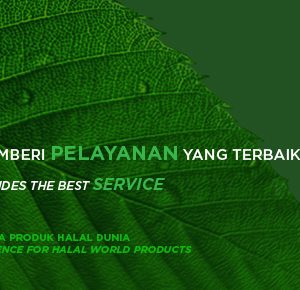 MBERI PELAYANAN YANG TERBAIK
IDES THE BEST SERVICE
A PRODUK HALAL DUNIA
ENCE FOR HALAL WORLD PRODUCTS